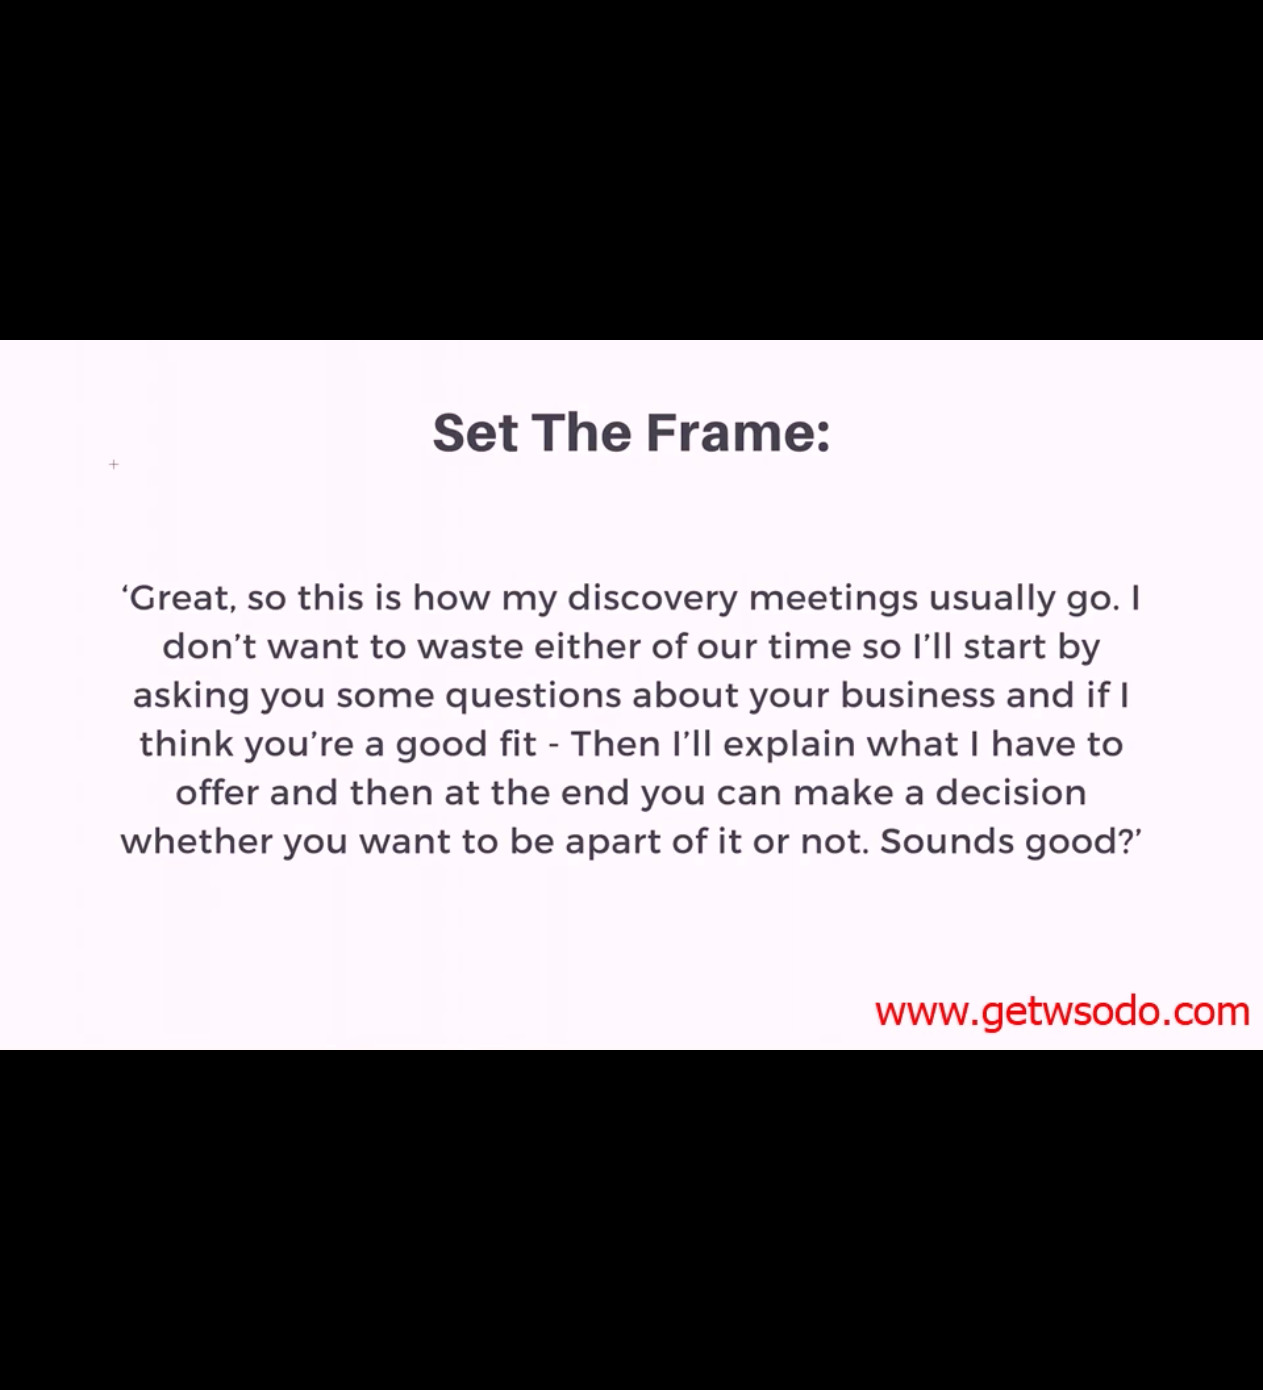 Set The Frame:
‘Great, so this is how my discovery meetings usually go. I
don’t want to waste either of our time so I’ll start by
asking you some questions about your business and if I
think you’re a good fit - Then I’ll explain what I have to
offer and then at the end you can make a decision
whether you want to be apart of it or not. Sounds good?’
www.getwsodo.com